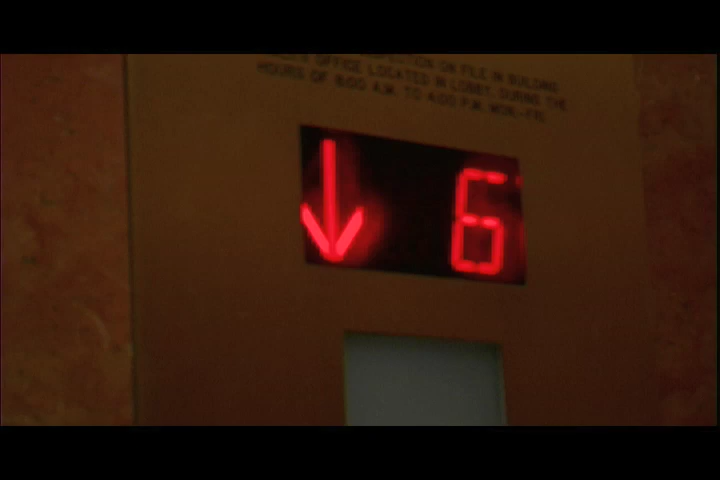 INSPECTION ON FILE IN BUILDING
OFFICE LOCATED IN LOBBY, DURING THE
HOURS OF 8:00 A.M. TO 4:00 P.M. MON.-FRI.
↓ 6